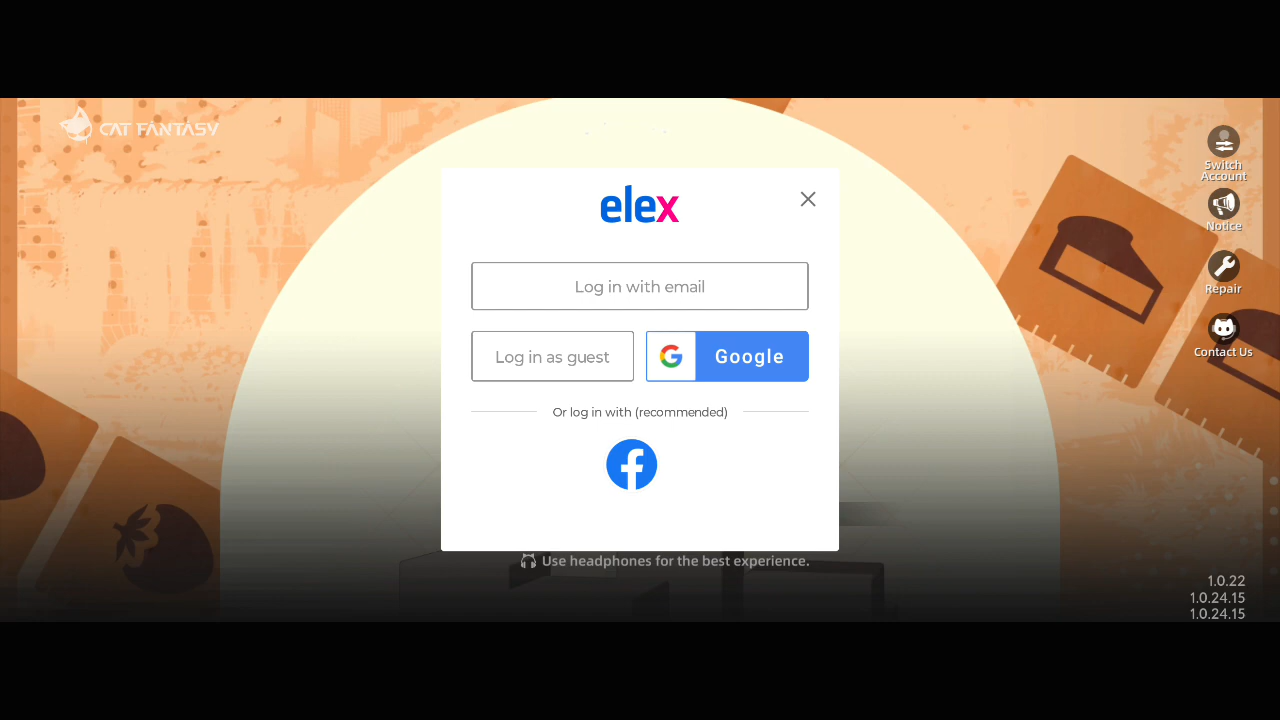 CAT FANTASY
Switch
Account
Notice
Repair
Contact Us
elex
Log in with email
Log in as guest
Google
Or log in with (recommended)
Use headphones for the best experience.
1.0.22
1.0.24.15
1.0.24.15